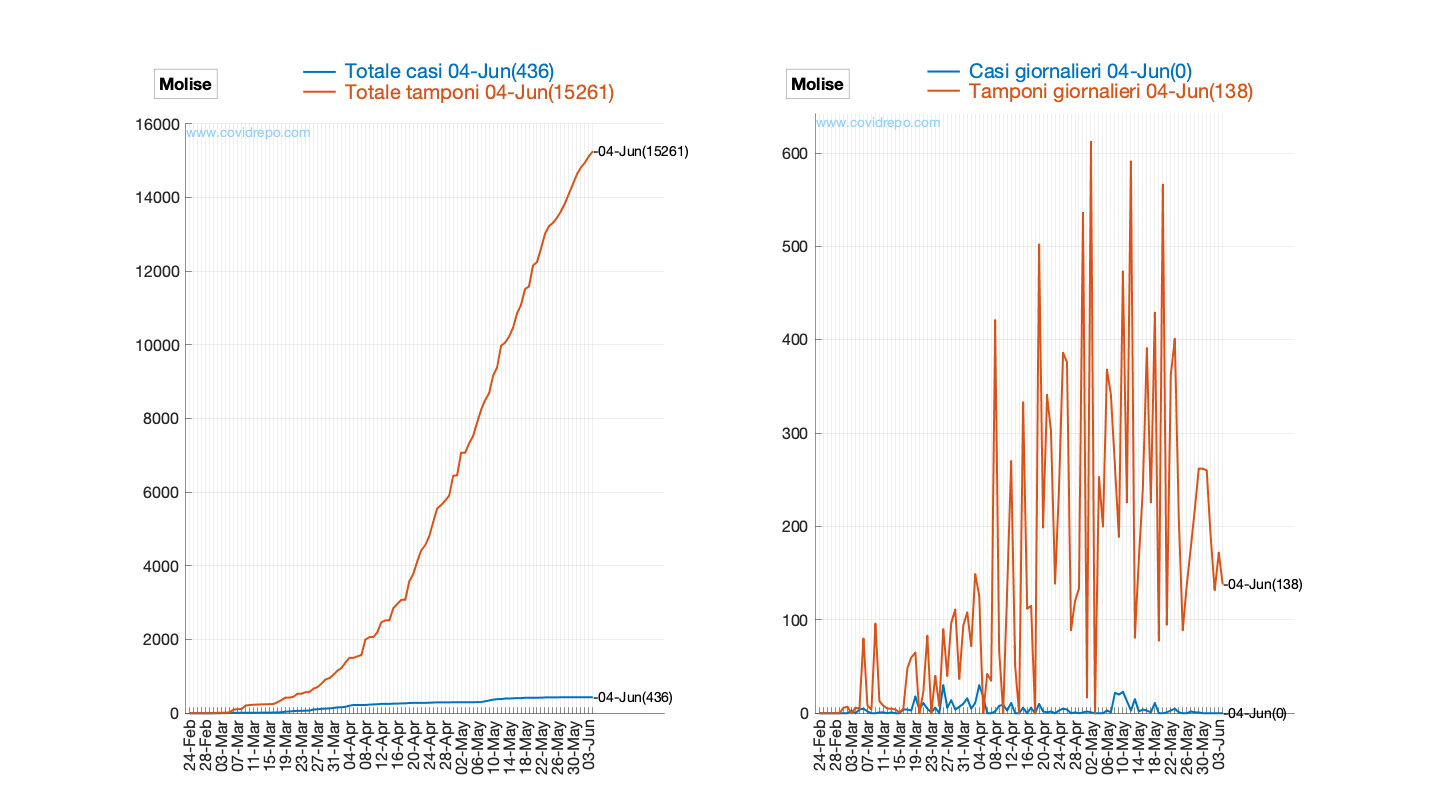 Molise
Totale casi 04-Jun(436)
Totale tamponi 04-Jun(15261)
www.covidrepo.com
16000
14000
12000
10000
8000
6000
4000
2000
0
-04-Jun(15261)
-04-Jun(436)
24-Feb
28-Feb
03-Mar
07-Mar
11-Mar
15-Mar
19-Mar
23-Mar
27-Mar
31-Mar
04-Apr
08-Apr
12-Apr
16-Apr
20-Apr
24-Apr
28-Apr
02-May
06-May
10-May
14-May
18-May
22-May
26-May
30-May
03-Jun
Molise
Casi giornalieri 04-Jun(0)
Tamponi giornalieri 04-Jun(138)
www.covidrepo.com
600
500
400
300
200
100
0
-04-Jun(138)
-04-Jun(0)
24-Feb
28-Feb
03-Mar
07-Mar
11-Mar
15-Mar
19-Mar
23-Mar
27-Mar
31-Mar
04-Apr
08-Apr
12-Apr
16-Apr
20-Apr
24-Apr
28-Apr
02-May
06-May
10-May
14-May
18-May
22-May
26-May
30-May
03-Jun